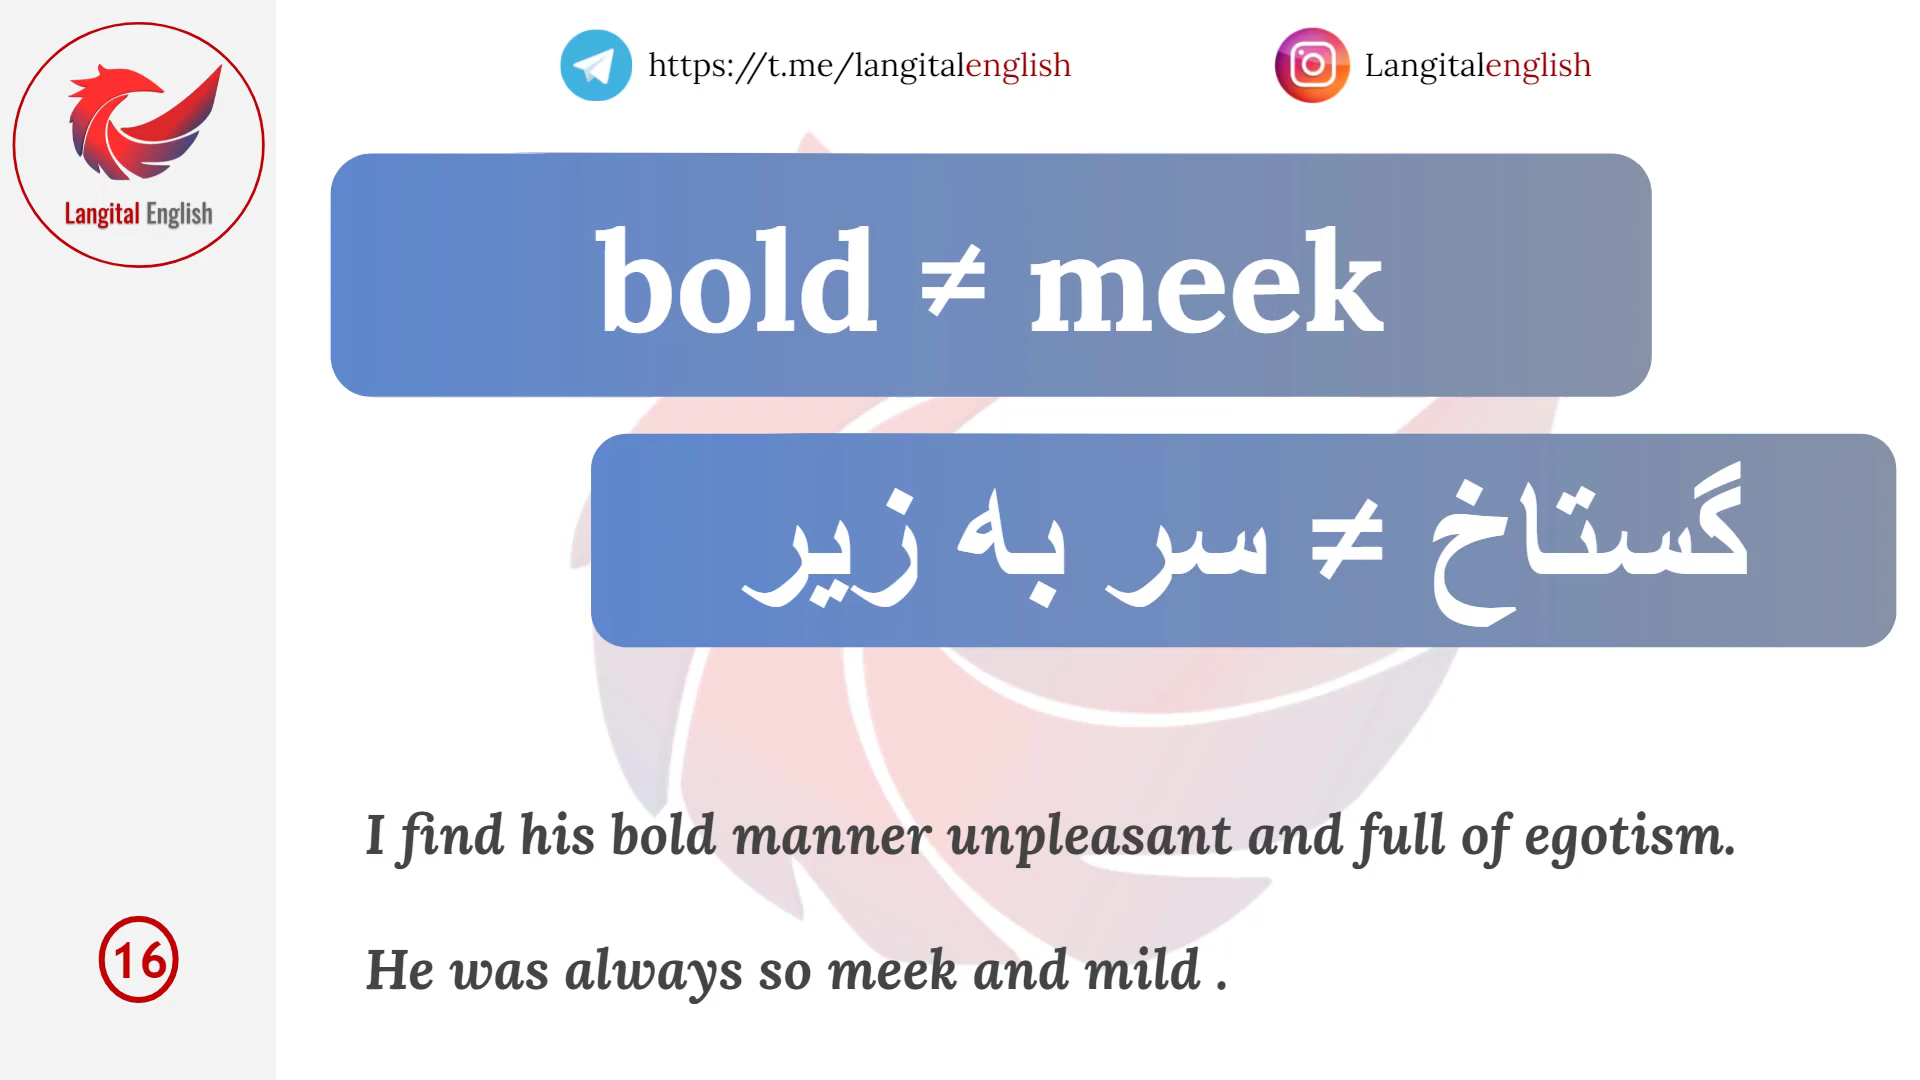 Langital English
https://t.me/langitalenglish
Langitalenglish
bold ≠ meek
گستاخ ≠ سر به زیر
I find his bold manner unpleasant and full of egotism.
He was always so meek and mild .
16